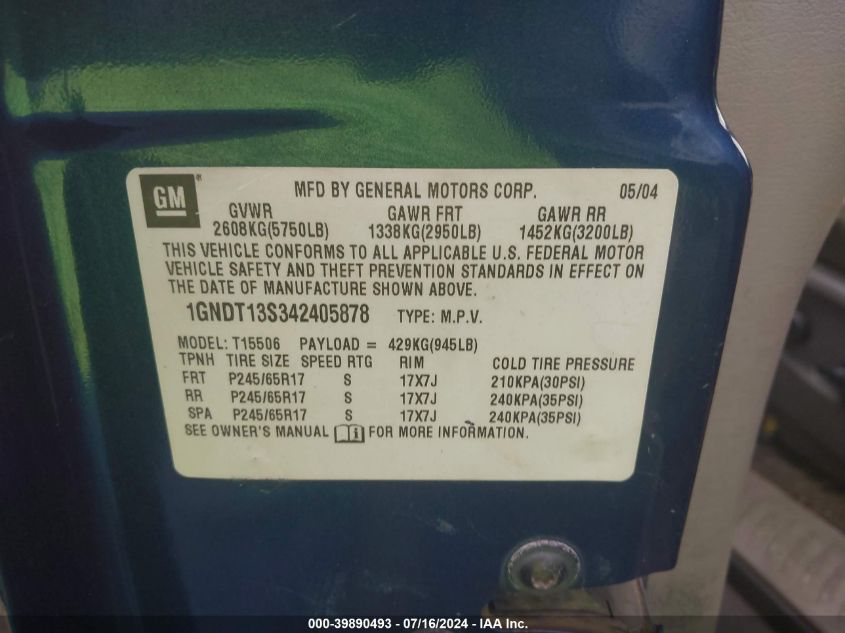 GM® MFD BY GENERAL MOTORS CORP. 05/04
GVWR GAWR FRT GAWR RR
2608KG(5750LB) 1338KG(2950LB) 1452KG(3200LB)
THIS VEHICLE CONFORMS TO ALL APPLICABLE U.S. FEDERAL MOTOR
VEHICLE SAFETY AND THEFT PREVENTION STANDARDS IN EFFECT ON
THE DATE OF MANUFACTURE SHOWN ABOVE.
1GNDT13S342405878 TYPE: M.P.V.
MODEL: T15506 PAYLOAD = 429KG(945LB)
TPNH TIRE SIZE SPEED RTG RIM COLD TIRE PRESSURE
FRT P245/65R17 S 17X7J 210KPA(30PSI)
RR P245/65R17 S 17X7J 240KPA(35PSI)
SPA P245/65R17 S 17X7J 240KPA(35PSI)
SEE OWNER'S MANUAL i FOR MORE INFORMATION.
000-39890493 - 07/16/2024 - IAA Inc.